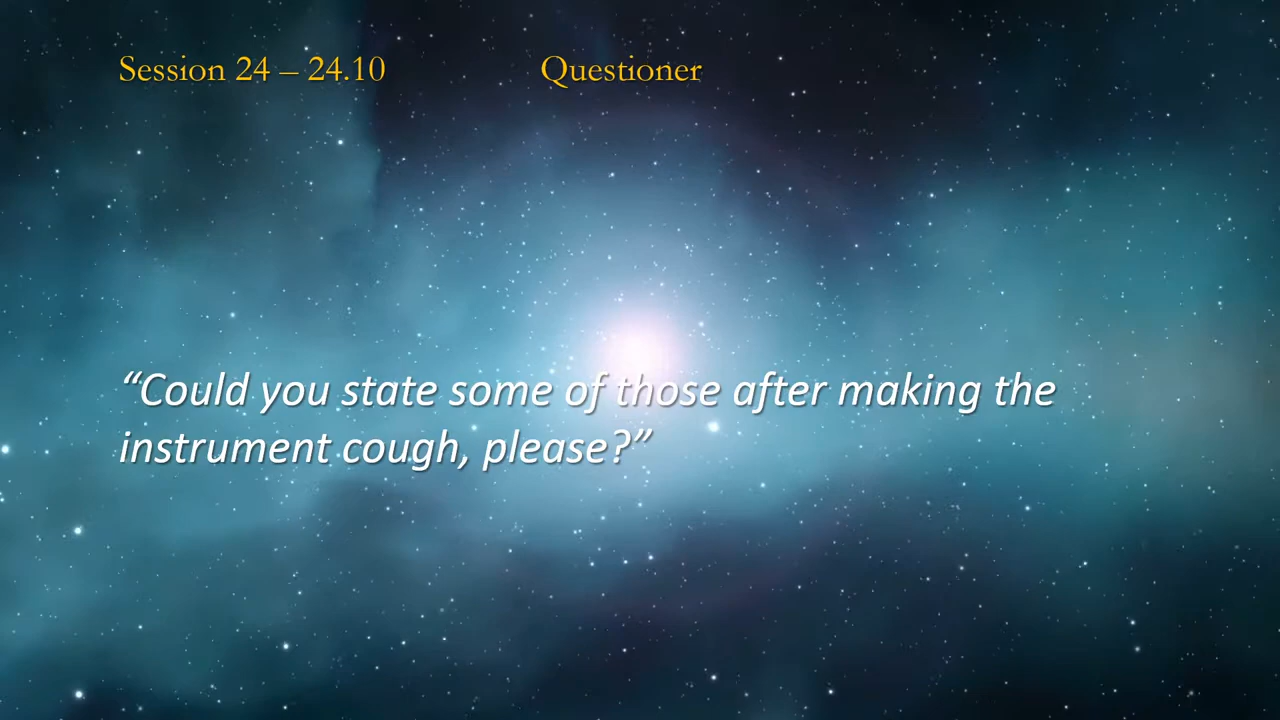 Session 24 – 24.10 Questioner
“Could you state some of those after making the
instrument cough, please?”